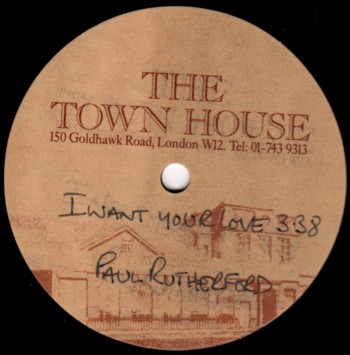 THE
TOWN HOUSE
150 Goldhawk Road, London W12. Tel: 01-743 9313
I WANT YOUR LOVE 3:38
PAUL RUTHERFORD